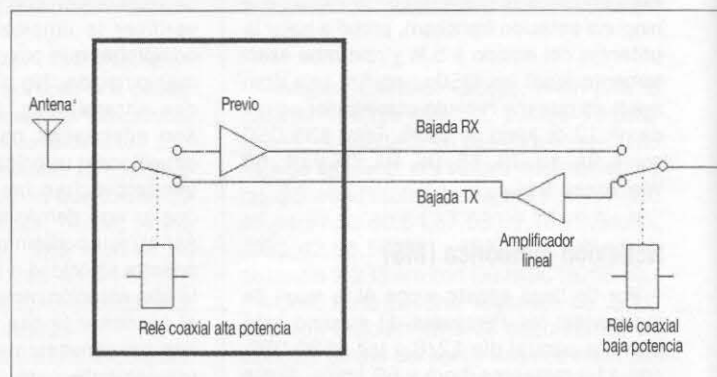 Antena*
Previo
Bajada RX
Bajada TX
Amplificador
lineal
Relé coaxial alta potencia
Relé coaxial
baja potencia